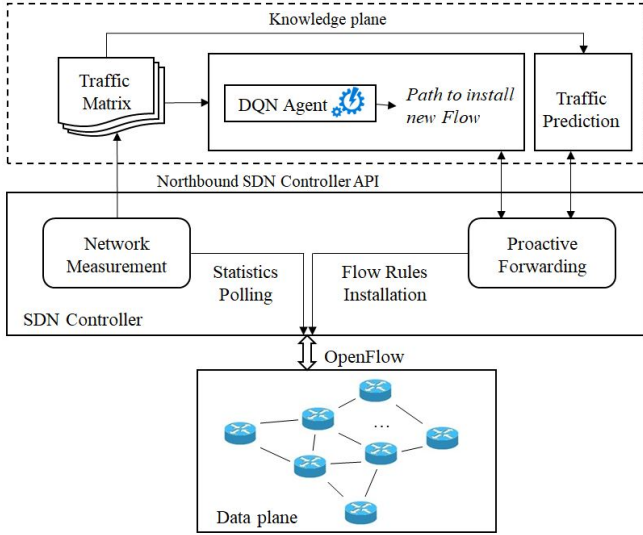 Knowledge plane
Traffic
Matrix
DQN Agent
Path to install
new Flow
Traffic
Prediction
Northbound SDN Controller API
Network
Measurement
Proactive
Forwarding
Statistics
Polling
Flow Rules
Installation
SDN Controller
OpenFlow
...
Data plane